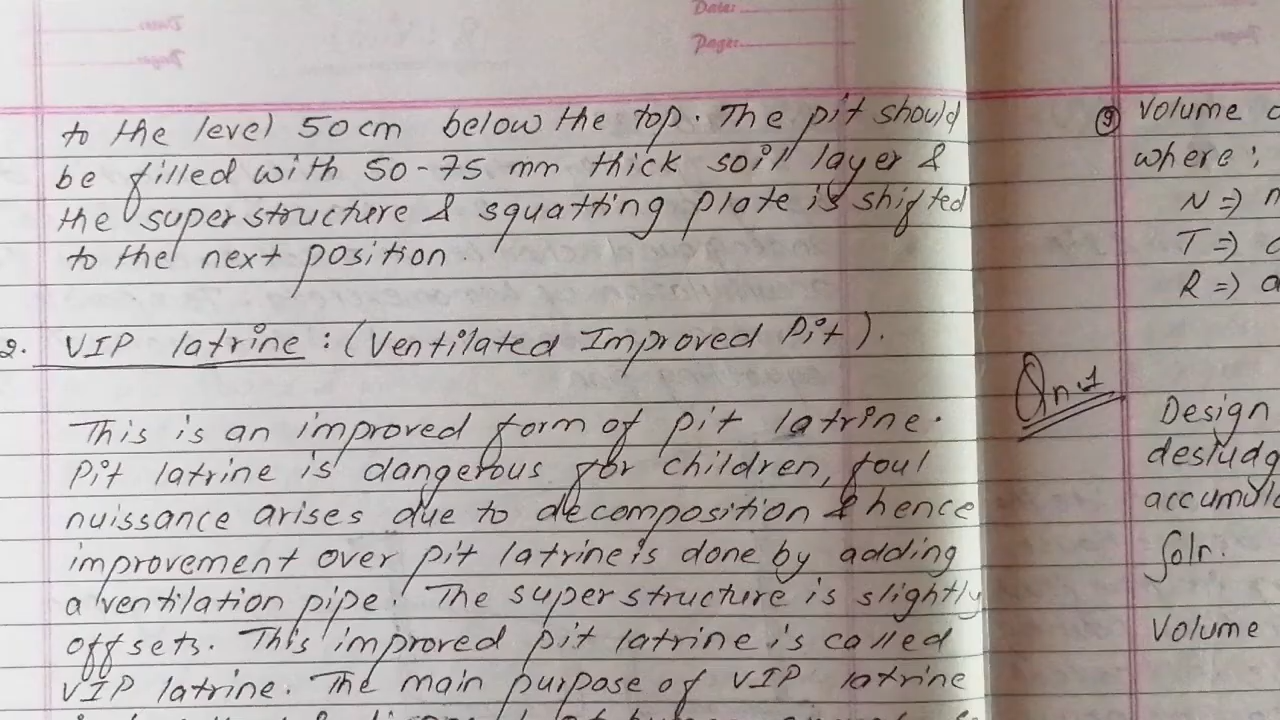 Date:
Page:
to the level 50cm below the top. The pit should
be filled with 50-75 mm thick soil layer &
the superstructure & squatting plate is shifted
to the next position.
2. VIP latrine : (Ventilated Improved Pit).
This is an improved form of pit latrine.
Pit latrine is dangerous for children, foul
nuissance arises due to decomposition & hence
improvement over pit latrine is done by adding
a ventilation pipe. The superstructure is slightly
offsets. This improved pit latrine is called
VIP latrine. The main purpose of VIP latrine
⑨ Volume
where;
N =>
T =>
R =>
Qn.1
Design
desludg
accumula
Soln.
Volume